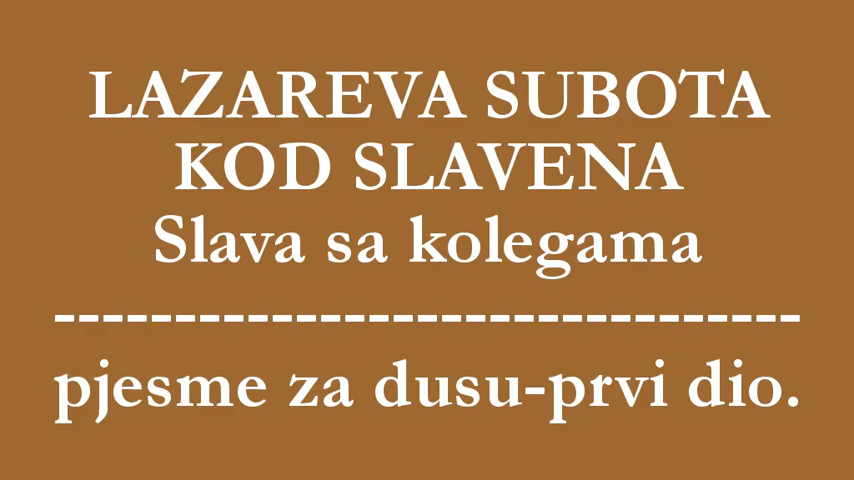 LAZAREVA SUBOTA
KOD SLAVENA
Slava sa kolegama
-------------------------------
pjesme za dusu-prvi dio.